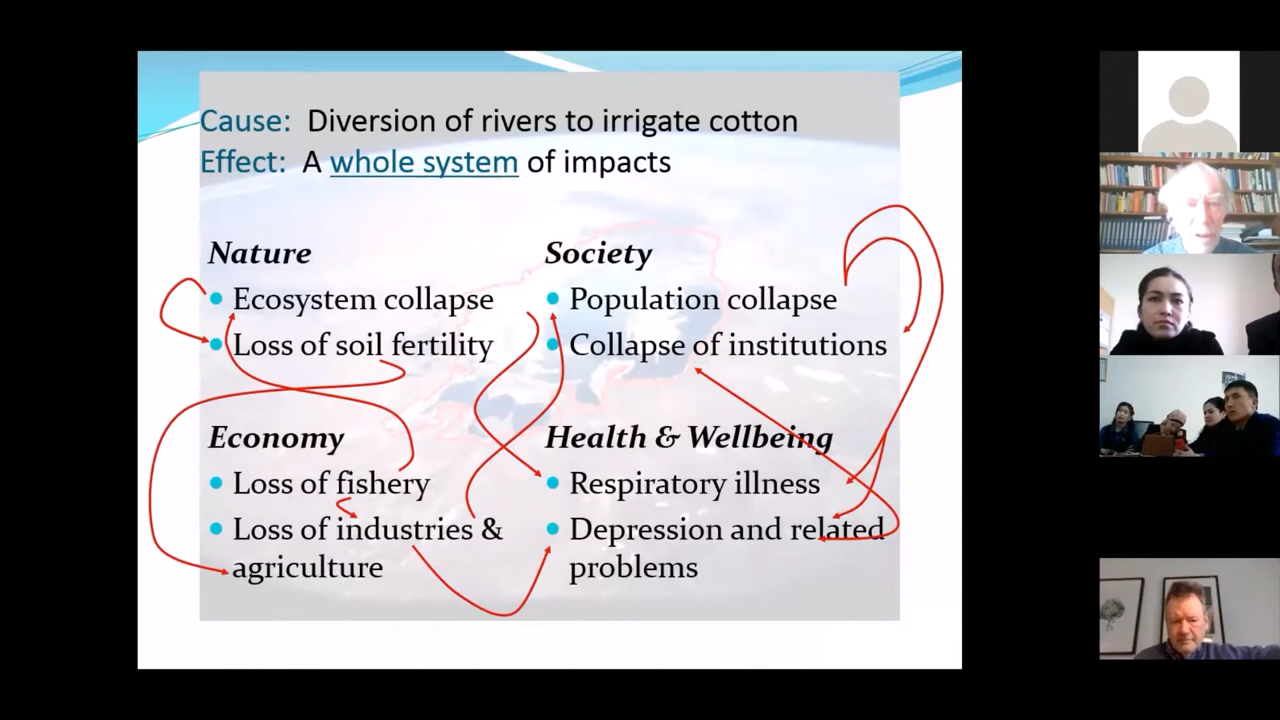 Cause: Diversion of rivers to irrigate cotton
Effect: A whole system of impacts
Nature
• Ecosystem collapse
• Loss of soil fertility
Economy
• Loss of fishery
• Loss of industries &
agriculture
Society
• Population collapse
• Collapse of institutions
Health & Wellbeing
• Respiratory illness
• Depression and related
problems